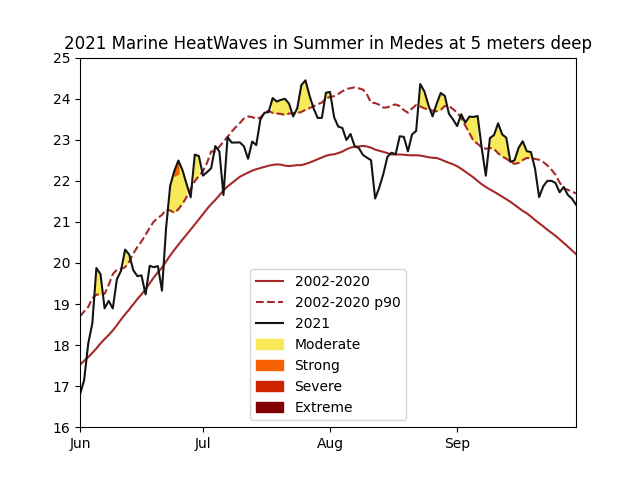 2021 Marine HeatWaves in Summer in Medes at 5 meters deep
25
24
23
22
21
20
19
18
17
16
Jun
Jul
Aug
Sep
2002-2020
2002-2020 p90
2021
Moderate
Strong
Severe
Extreme